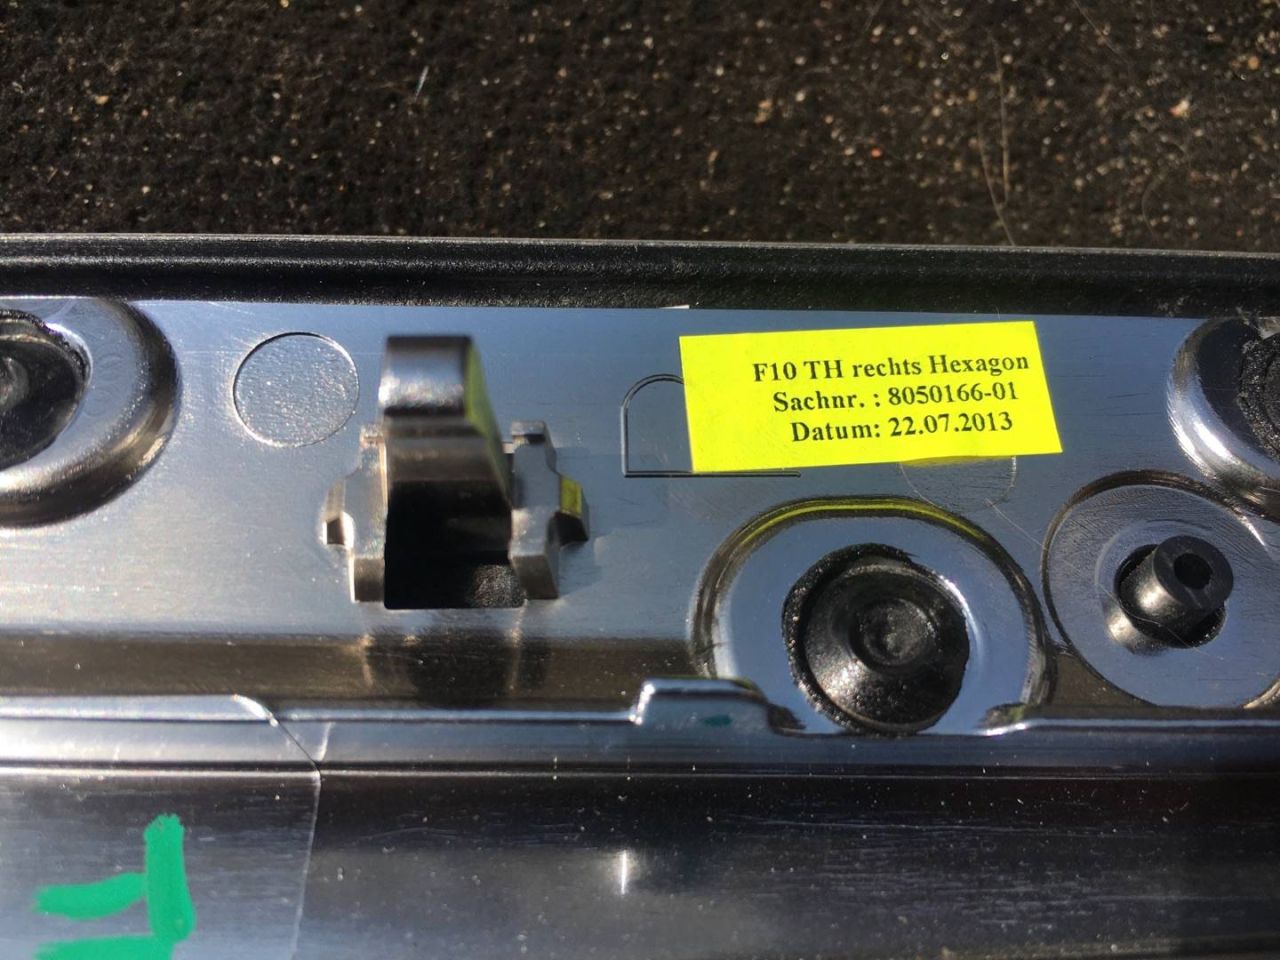 F10 TH rechts Hexagon
Sachnr. : 8050166-01
Datum: 22.07.2013